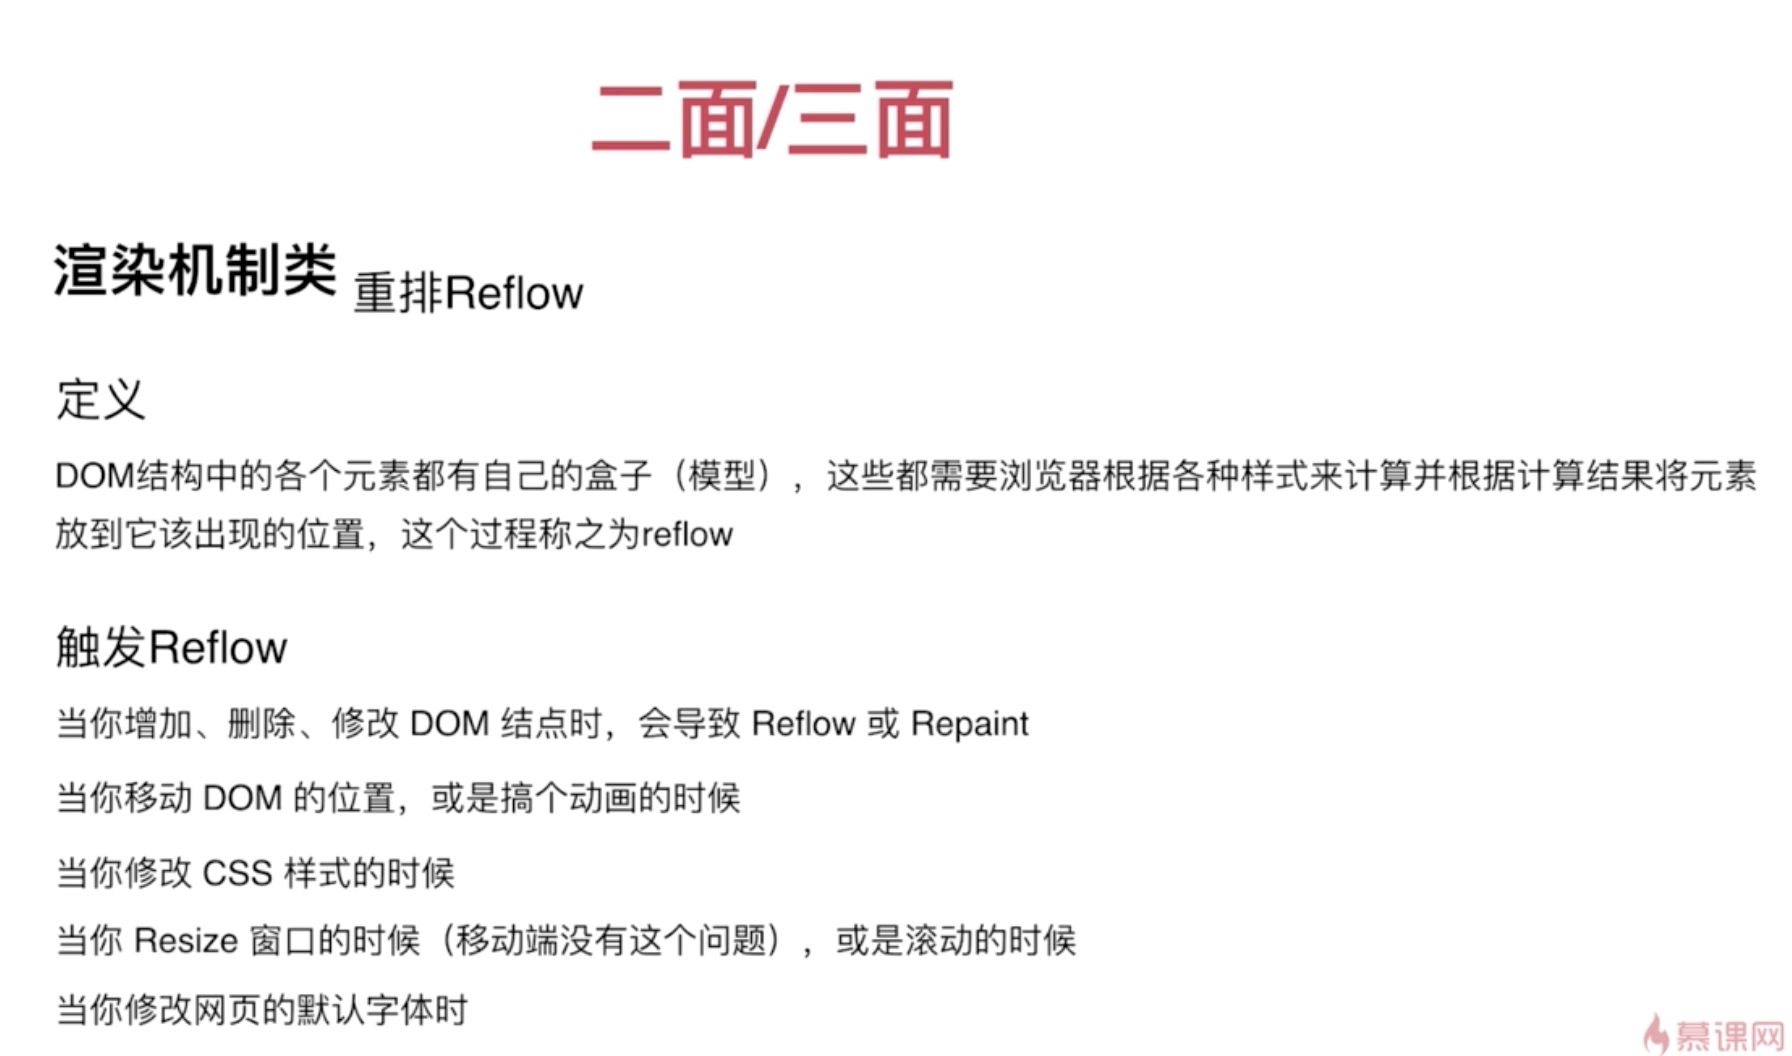 二面/三面
渲染机制类 重排Reflow
定义
DOM结构中的各个元素都有自己的盒子（模型），这些都需要浏览器根据各种样式来计算并根据计算结果将元素
放到它该出现的位置，这个过程称之为reflow
触发Reflow
当你增加、删除、修改 DOM 结点时，会导致 Reflow 或 Repaint
当你移动 DOM 的位置，或是搞个动画的时候
当你修改 CSS 样式的时候
当你 Resize 窗口的时候（移动端没有这个问题），或是滚动的时候
当你修改网页的默认字体时
慕课网